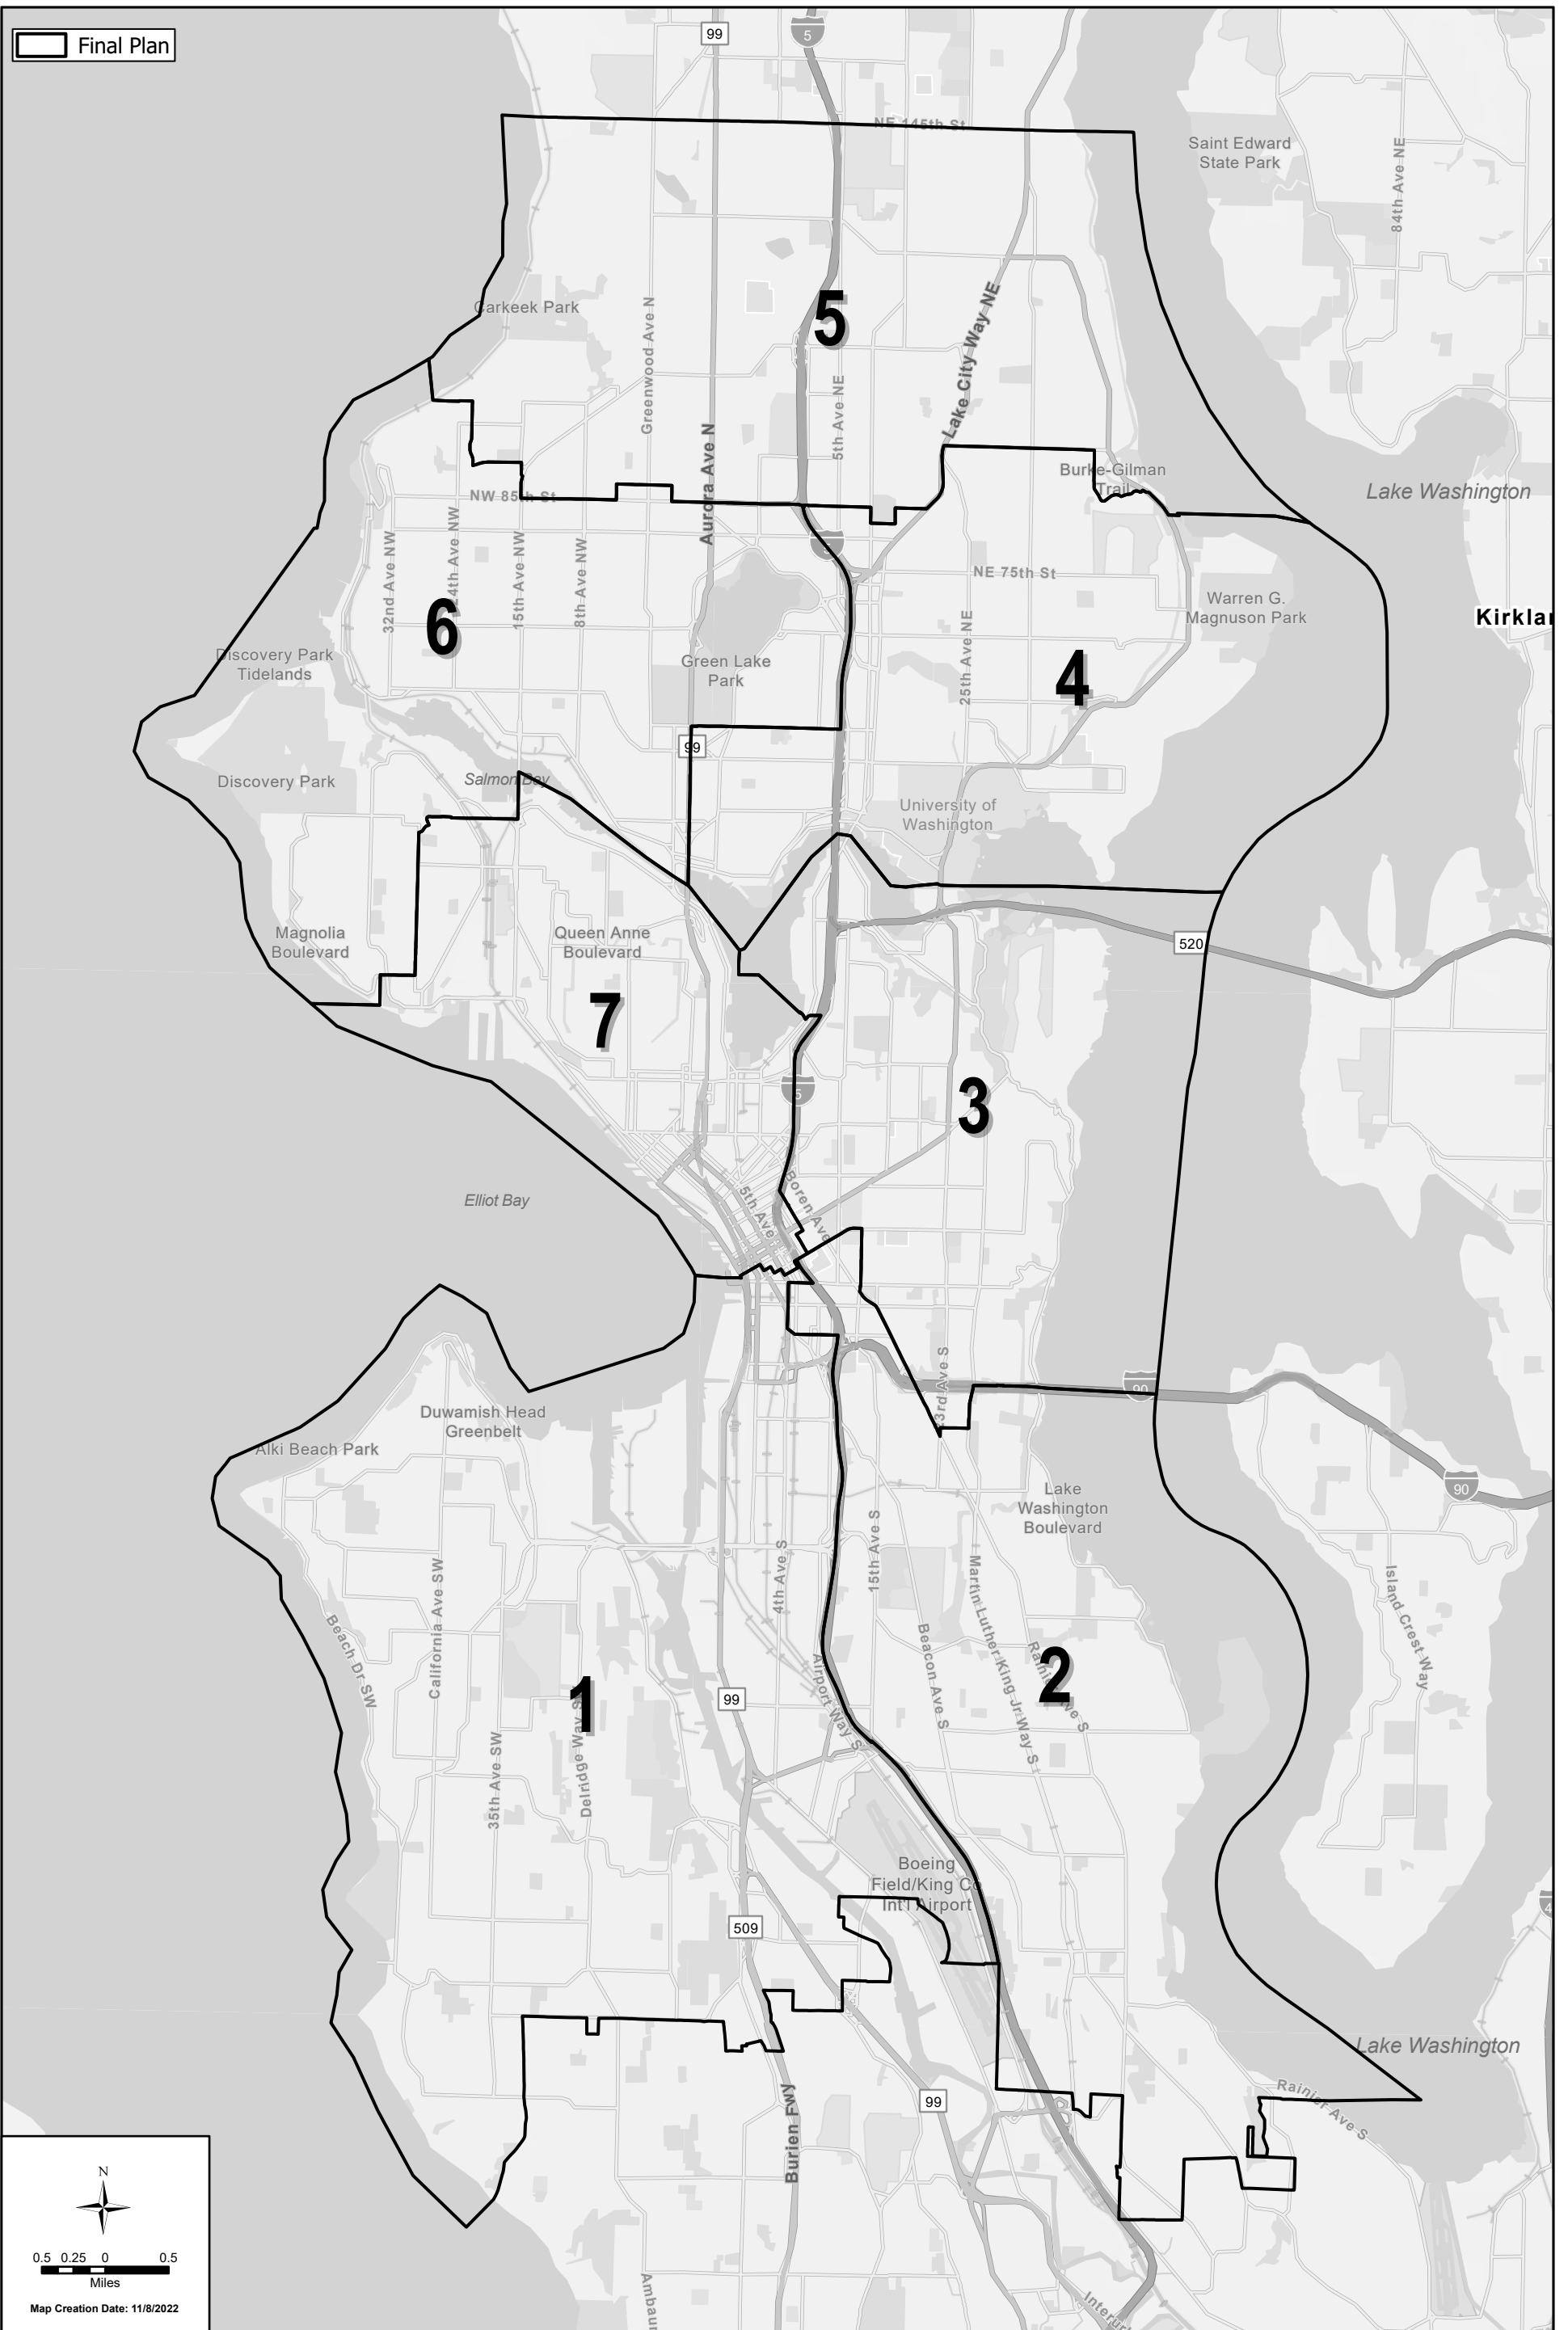 Final Plan
99
5
NE 145th St
Saint Edward
State Park
84th Ave NE
Carkeek Park
Greenwood Ave N
5
Lake City Way NE
5th Ave NE
Aurora Ave N
Burke-Gilman
Trail
Lake Washington
NW 85th St
32nd Ave NW
24th Ave NW
15th Ave NW
8th Ave NW
6
NE 75th St
Warren G.
Magnuson Park
25th Ave NE
4
Discovery Park
Tidelands
Green Lake
Park
99
Discovery Park
Salmon Bay
University of
Washington
Magnolia
Boulevard
Queen Anne
Boulevard
520
7
5
3
Elliot Bay
5th Ave
Boren Ave
23rd Ave S
90
Duwamish Head
Greenbelt
Alki Beach Park
90
Lake
Washington
Boulevard
15th Ave S
4th Ave S
California Ave SW
Beach Dr SW
Martin Luther King Jr Way S
Island Crest Way
Beacon Ave S
Rainier Ave S
2
1
99
Airport Way S
35th Ave SW
Delridge Way S
Boeing
Field/King Co
Int'l Airport
509
Lake Washington
Rainier Ave S
99
Burien Fwy
N
0.5 0.25 0 0.5
Miles
Map Creation Date: 11/8/2022